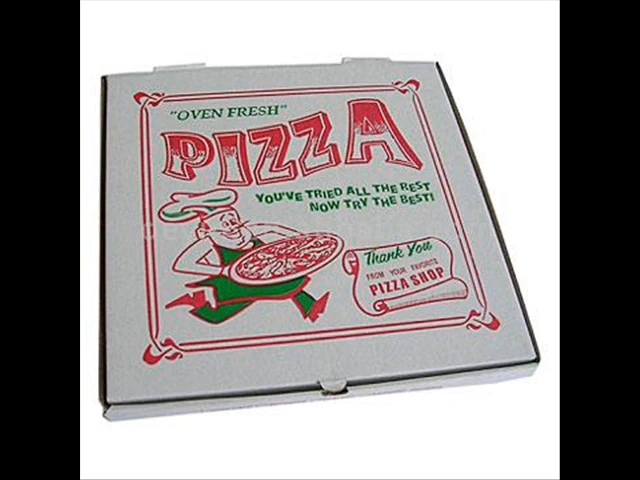 "OVEN FRESH"
PIZZA
YOU'VE TRIED ALL THE REST
NOW TRY THE BEST!
Thank You
FROM YOUR FAVORITE
PIZZA SHOP